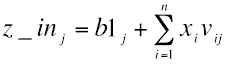 z_in_j = b1_j + \sum_{i=1}^{n} x_i v_{ij}